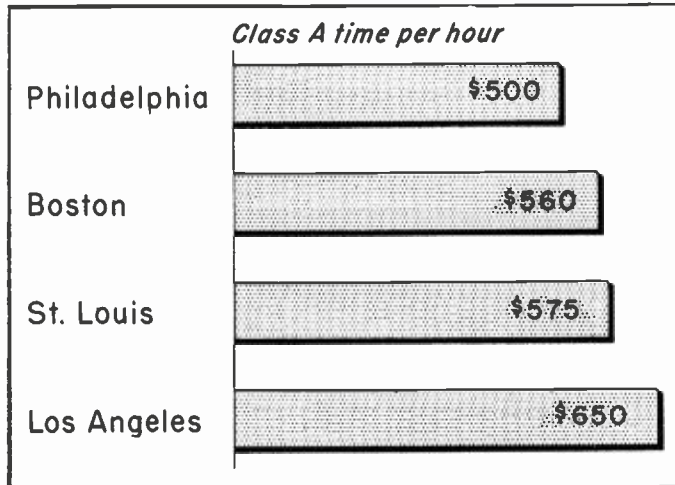 Class A time per hour
Philadelphia $500
Boston $560
St. Louis $575
Los Angeles $650